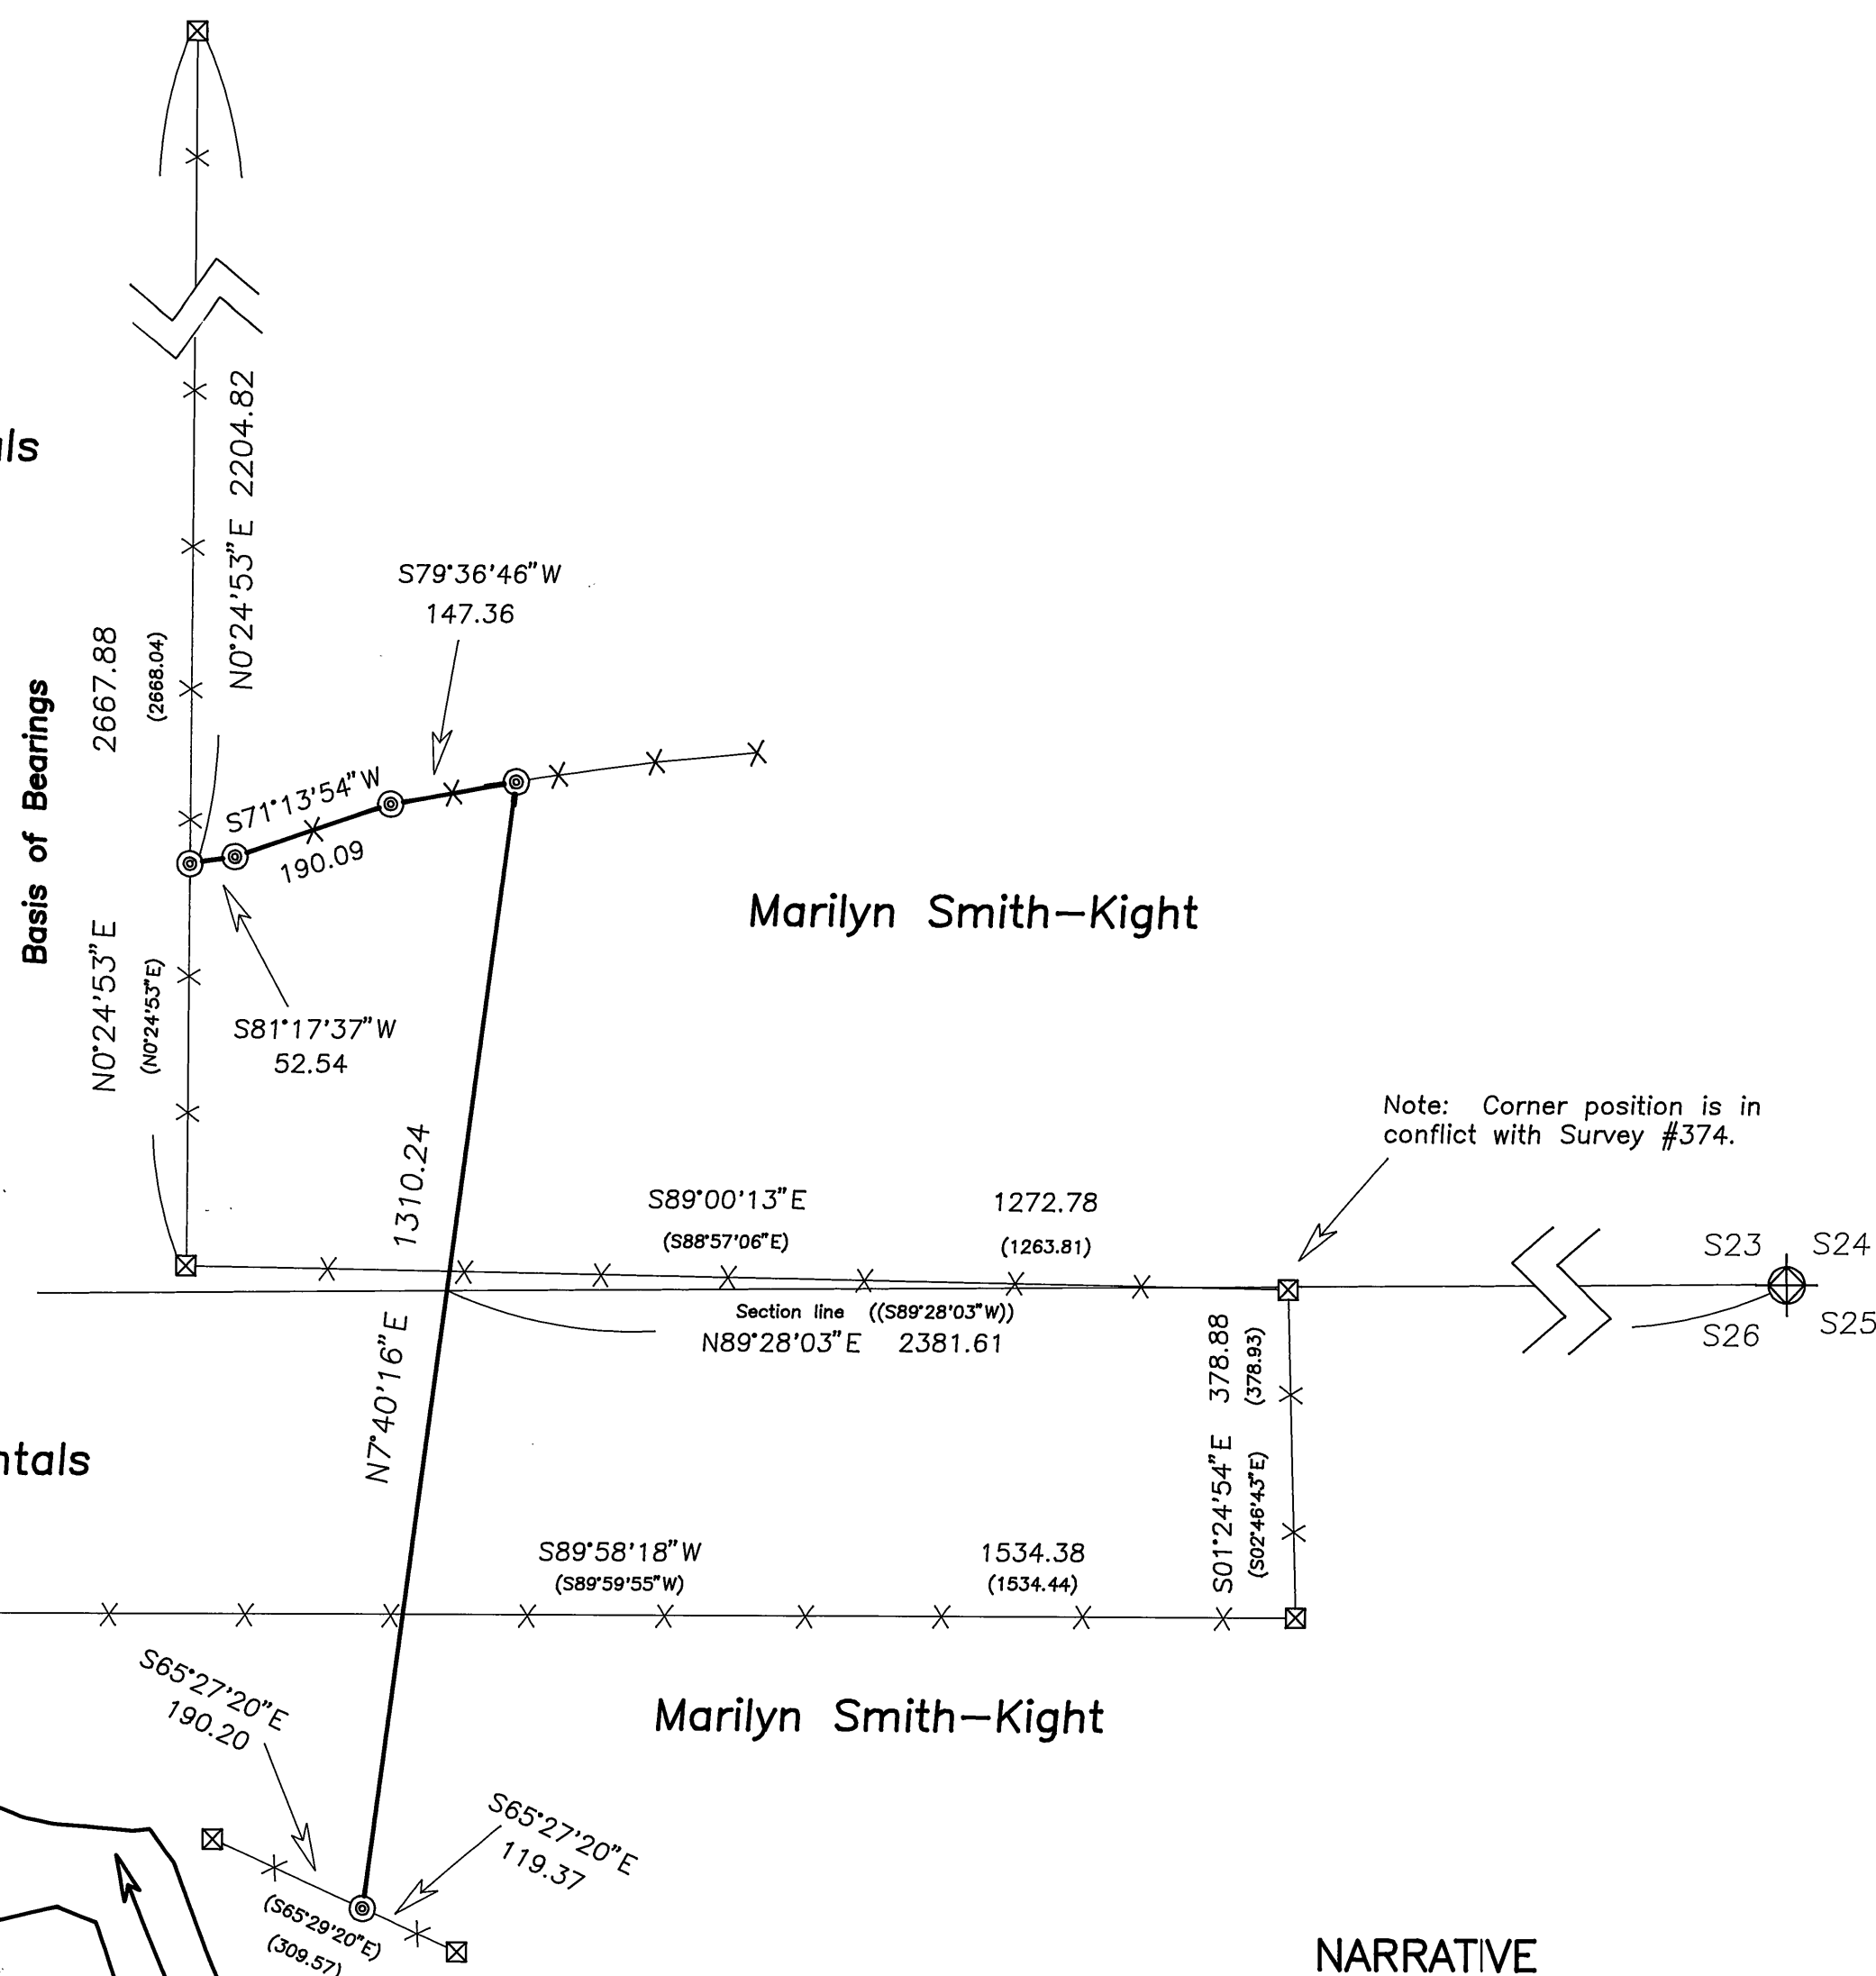 ls
N0°24'53"E 2204.82
2667.88
(2668.04)
Basis of Bearings
N0°24'53"E
(N0°24'53"E)
S79°36'46"W
147.36
S71°13'54"W
190.09
S81°17'37"W
52.54
Marilyn Smith-Kight
1310.24
N7°40'16"E
Note: Corner position is in
conflict with Survey #374.
S89°00'13"E 1272.78
(S88°57'06"E) (1263.81)
Section line ((S89°28'03"W))
N89°28'03"E 2381.61
S23 S24
S26 S25
S01°24'54"E 378.88
(S02°46'43"E) (378.93)
ntals
S89°58'18"W 1534.38
(S89°59'55"W) (1534.44)
S65°27'20"E
190.20
Marilyn Smith-Kight
S65°27'20"E
119.37
(S65°29'20"E)
(309.57)
NARRATIVE